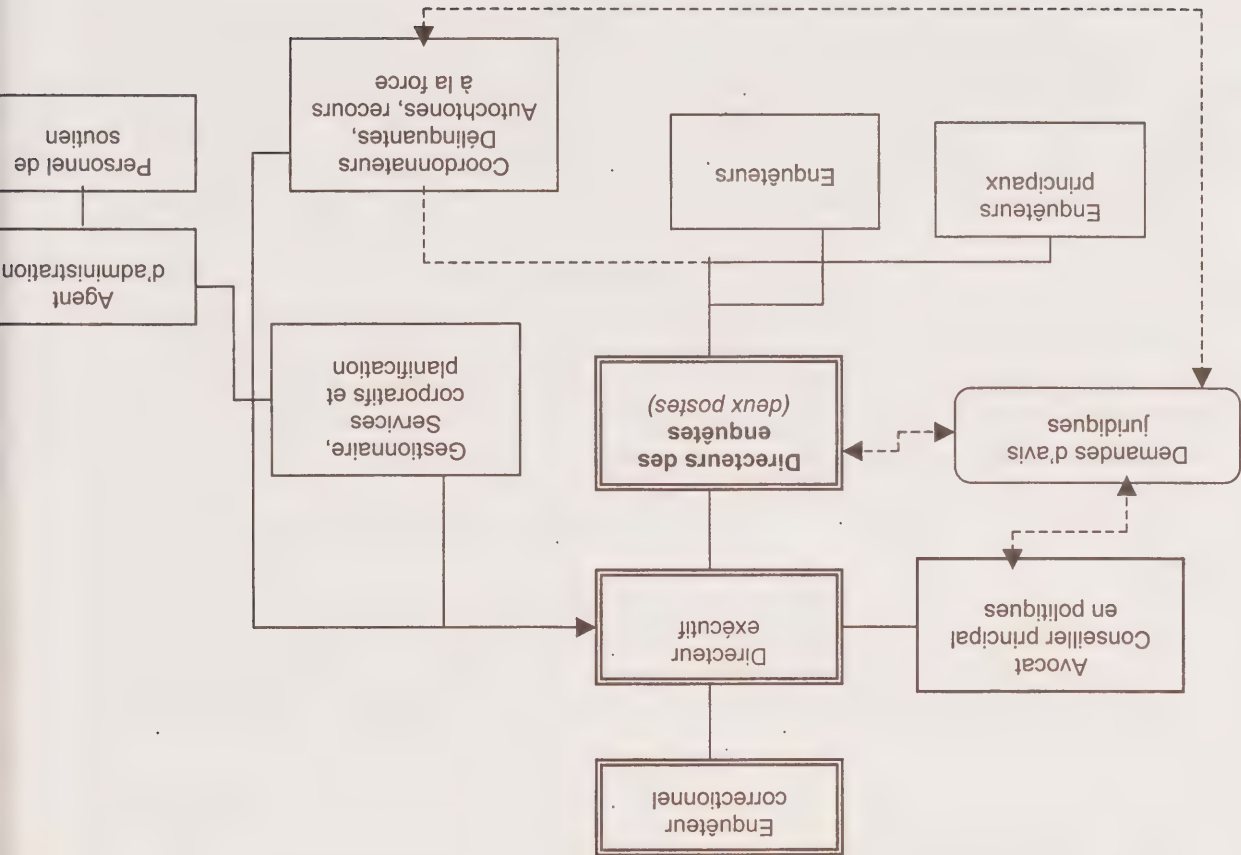 Enquêteur
correctionnel
Directeur
exécutif
Avocat
Conseiller principal
en politiques
Demandes d'avis
juridiques
Directeurs des
enquêtes
(deux postes)
Gestionnaire,
Services
corporatifs et
planification
Agent
d'administration
Personnel de
soutien
Enquêteurs
principaux
Enquêteurs
Coordonnateurs
Délinquantes,
Autochtones, recours
à la force